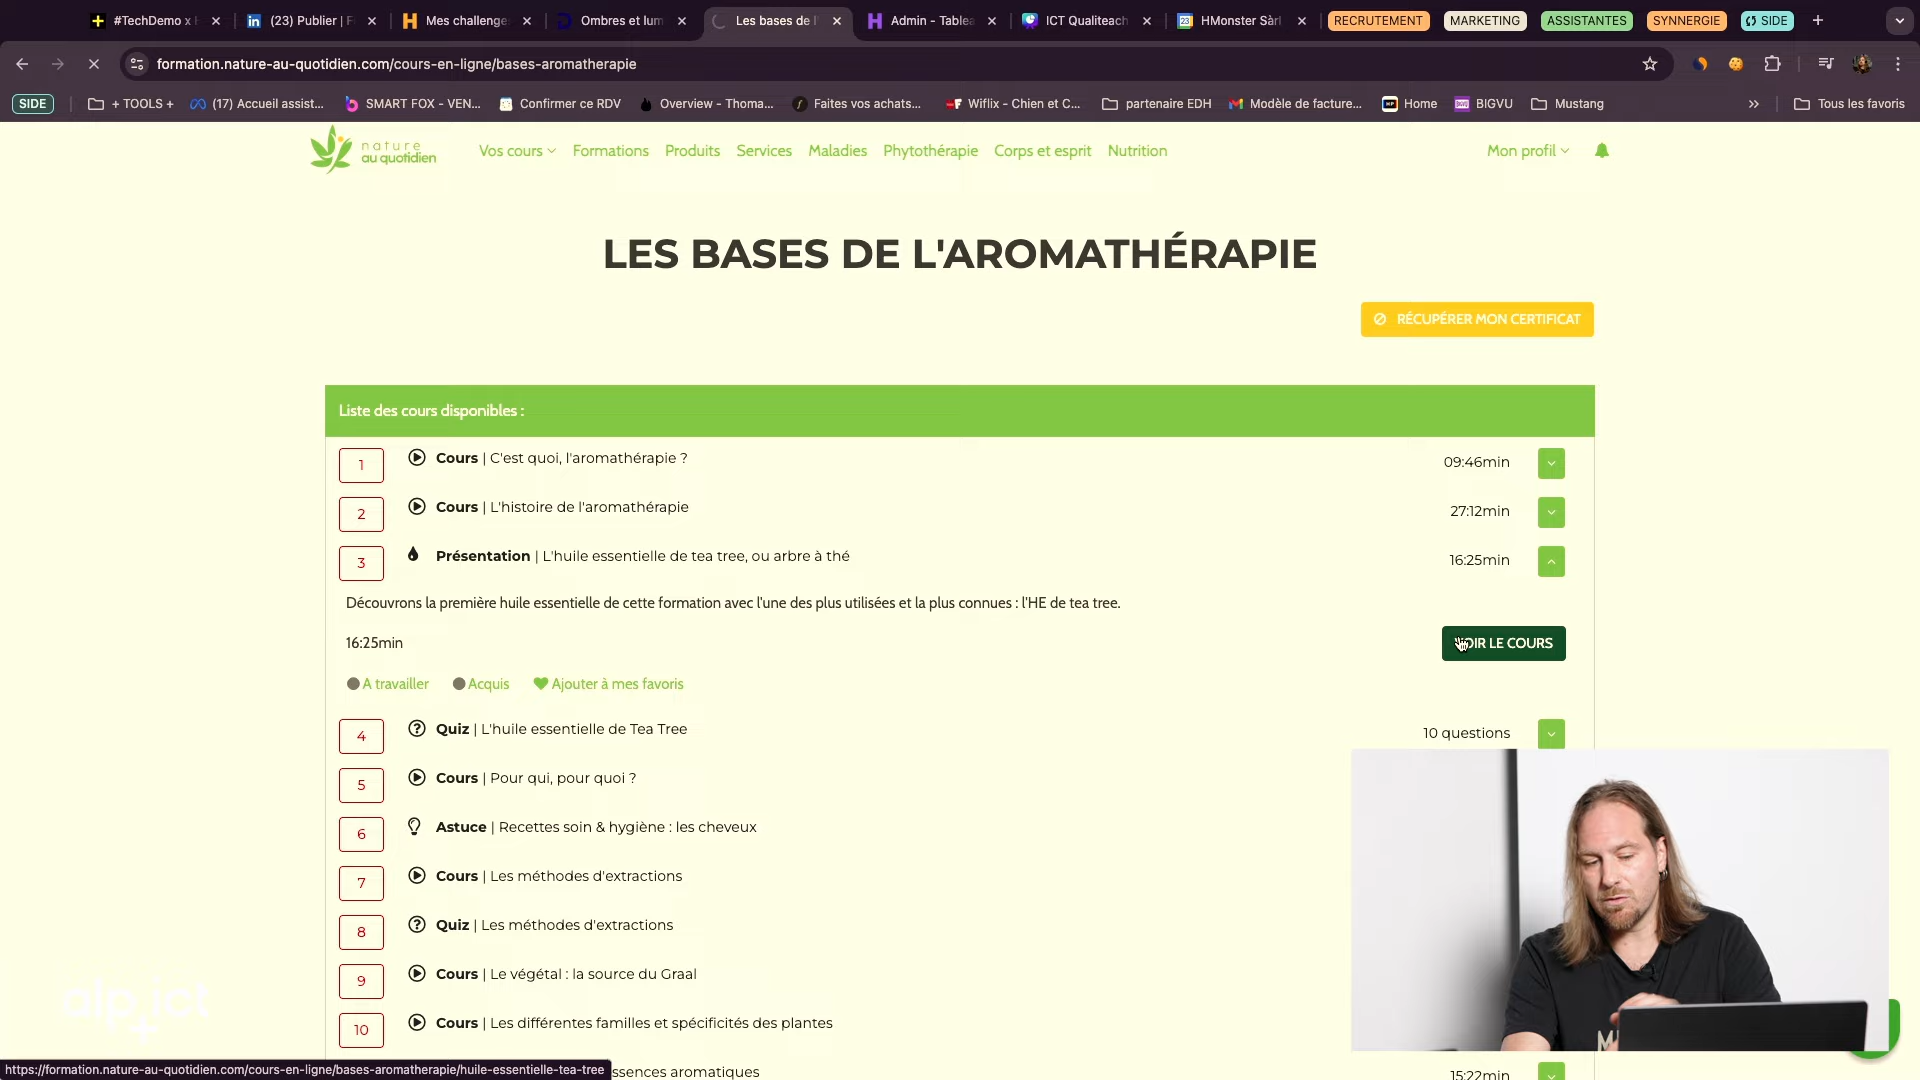 #TechDemo x
(23) Publier | F
Mes challenge
Ombres et lum
Les bases de l'
Admin - Tablea
ICT Qualiteach
HMonster Sàrl
RECRUTEMENT
MARKETING
ASSISTANTES
SYNNERGIE
SIDE
formation.nature-au-quotidien.com/cours-en-ligne/bases-aromatherapie
SIDE
+ TOOLS +
(17) Accueil assist...
SMART FOX - VEN...
Confirmer ce RDV
Overview - Thoma...
Faites vos achats...
Wiflix - Chien et C...
partenaire EDH
Modèle de facture...
Home
BIGVU
Mustang
Tous les favoris
nature
au quotidien
Vos cours
Formations
Produits
Services
Maladies
Phytothérapie
Corps et esprit
Nutrition
Mon profil
LES BASES DE L'AROMATHÉRAPIE
RÉCUPÉRER MON CERTIFICAT
Liste des cours disponibles :
1 Cours | C'est quoi, l'aromathérapie ? 09:46min
2 Cours | L'histoire de l'aromathérapie 27:12min
3 Présentation | L'huile essentielle de tea tree, ou arbre à thé 16:25min
Découvrons la première huile essentielle de cette formation avec l'une des plus utilisées et la plus connues : l'HE de tea tree.
16:25min
VOIR LE COURS
A travailler
Acquis
Ajouter à mes favoris
4 Quiz | L'huile essentielle de Tea Tree 10 questions
5 Cours | Pour qui, pour quoi ?
6 Astuce | Recettes soin & hygiène : les cheveux
7 Cours | Les méthodes d'extractions
8 Quiz | Les méthodes d'extractions
9 Cours | Le végétal : la source du Graal
10 Cours | Les différentes familles et spécificités des plantes
alp ict
https://formation.nature-au-quotidien.com/cours-en-ligne/bases-aromatherapie/huile-essentielle-tea-tree
ssences aromatiques 15:22min